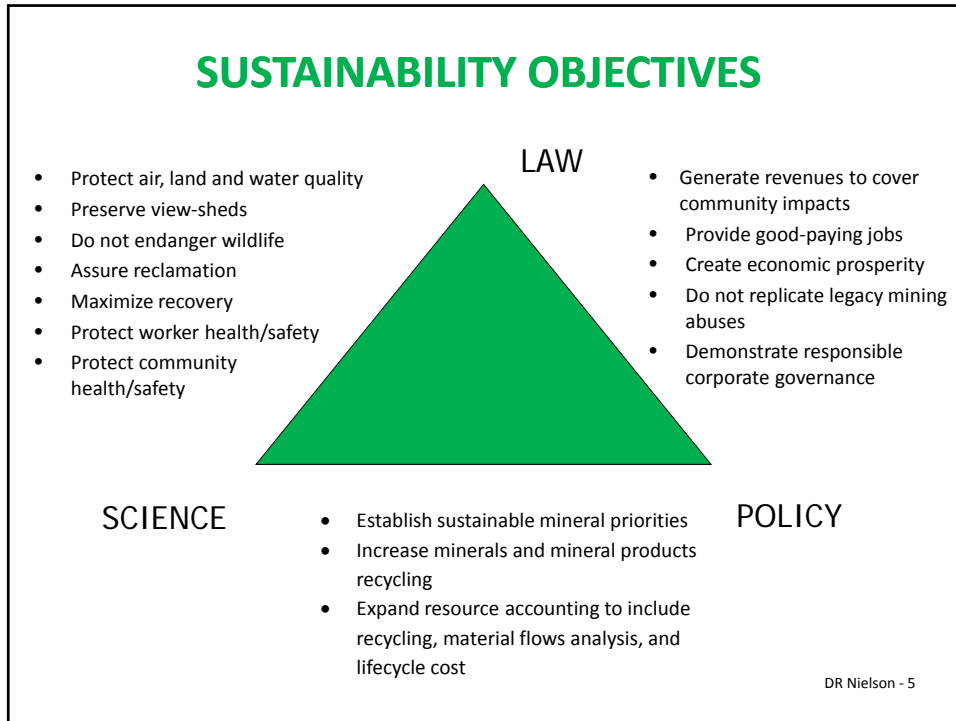 SUSTAINABILITY OBJECTIVES
LAW
• Protect air, land and water quality
• Preserve view-sheds
• Do not endanger wildlife
• Assure reclamation
• Maximize recovery
• Protect worker health/safety
• Protect community
health/safety
• Generate revenues to cover
community impacts
• Provide good-paying jobs
• Create economic prosperity
• Do not replicate legacy mining
abuses
• Demonstrate responsible
corporate governance
SCIENCE
POLICY
• Establish sustainable mineral priorities
• Increase minerals and mineral products
recycling
• Expand resource accounting to include
recycling, material flows analysis, and
lifecycle cost
DR Nielson - 5